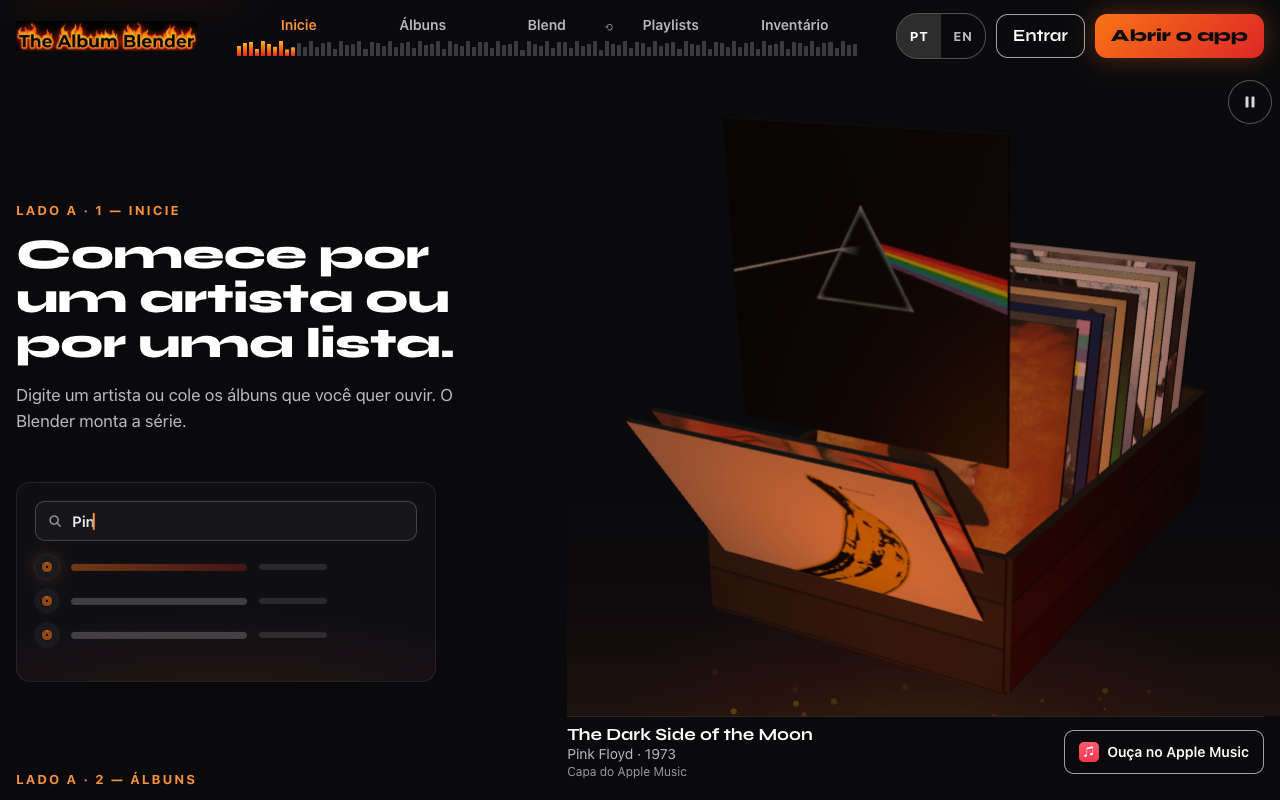 The Album Blender
Inicie
Álbuns
Blend
Playlists
Inventário
PT
EN
Entrar
Abrir o app
LADO A · 1 — INICIE
Comece por
um artista ou
por uma lista.
Digite um artista ou cole os álbuns que você quer ouvir. O
Blender monta a série.
Pin
LADO A · 2 — ÁLBUNS
The Dark Side of the Moon
Pink Floyd · 1973
Capa do Apple Music
Ouça no Apple Music